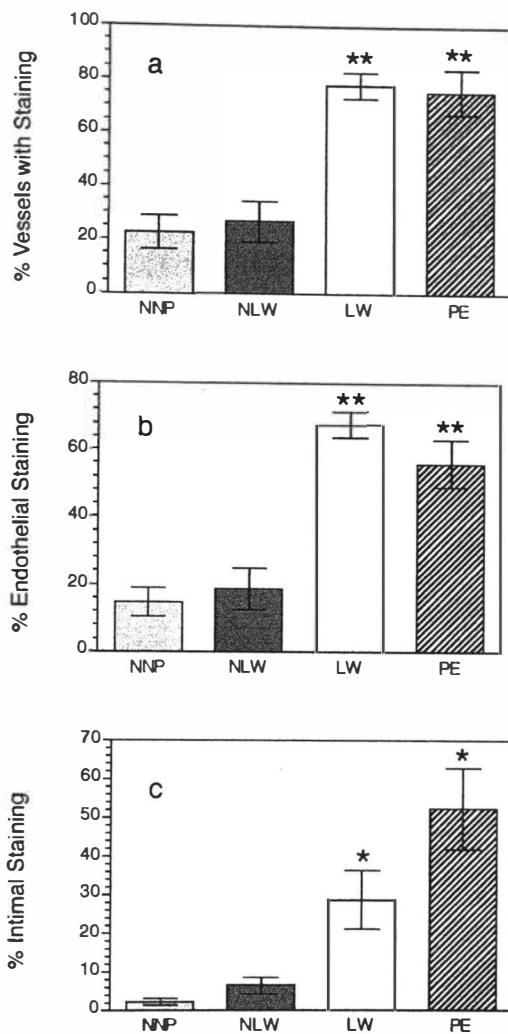 % Vessels with Staining
100
80
60
40
20
0
a
**
**
NNP
NLW
LW
PE
% Endothelial Staining
80
60
40
20
0
b
**
**
NNP
NLW
LW
PE
% Intimal Staining
70
60
50
40
30
20
10
0
c
*
*
NNP
NLW
LW
PE